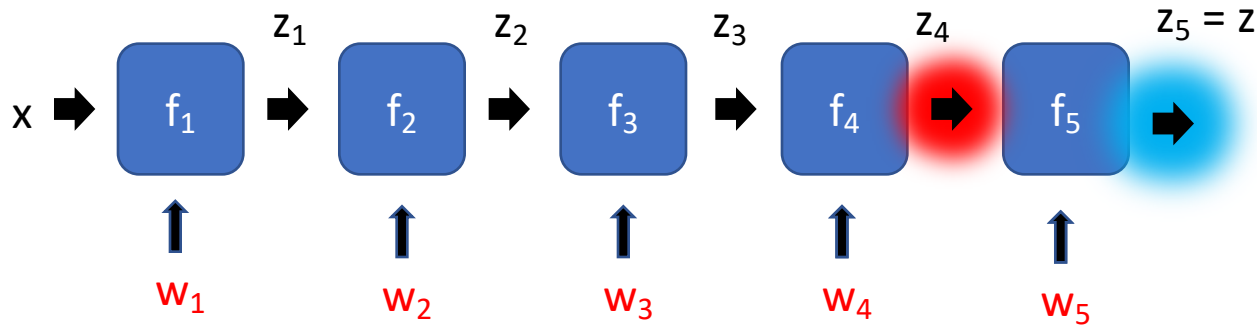 z₁ z₂ z₃ z₄ z₅ = z
x f₁ f₂ f₃ f₄ f₅
w₁ w₂ w₃ w₄ w₅